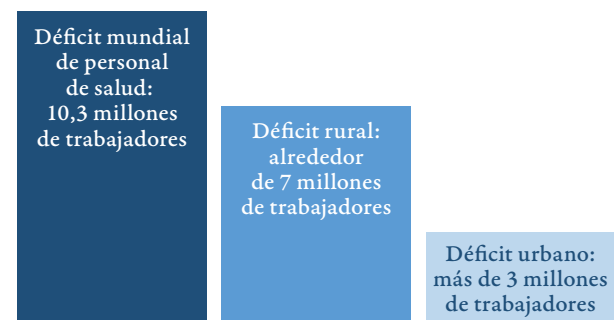 Déficit mundial
de personal
de salud:
10,3 millones
de trabajadores
Déficit rural:
alrededor
de 7 millones
de trabajadores
Déficit urbano:
más de 3 millones
de trabajadores